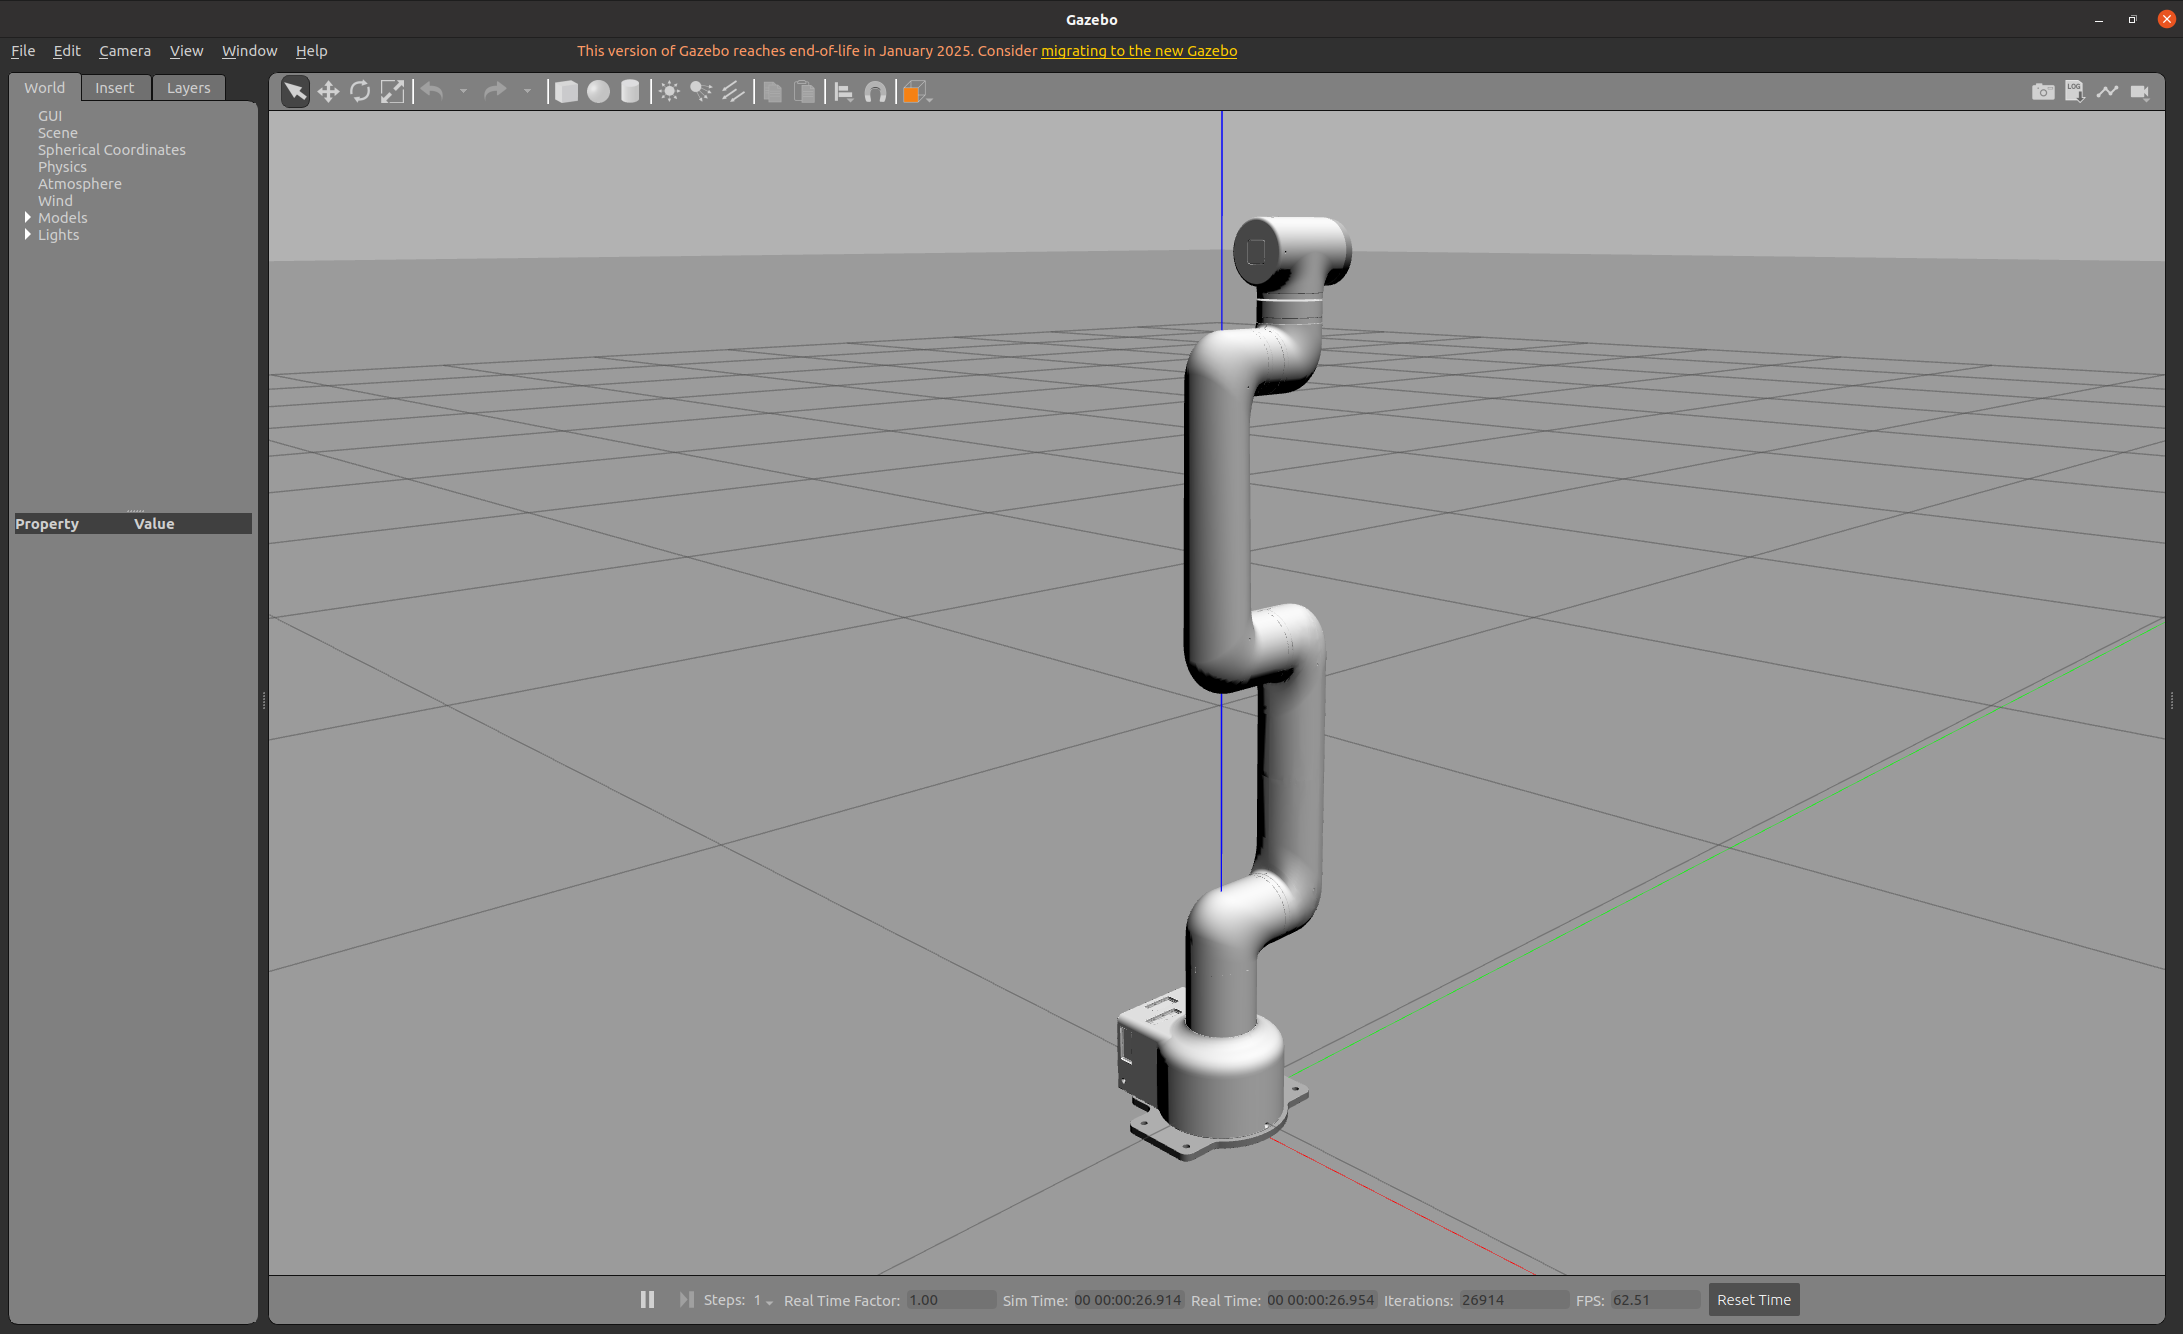 Gazebo
File Edit Camera View Window Help
This version of Gazebo reaches end-of-life in January 2025. Consider migrating to the new Gazebo
World Insert Layers
LOG
GUI
Scene
Spherical Coordinates
Physics
Atmosphere
Wind
Models
Lights
Property Value
Steps: 1 Real Time Factor: 1.00 Sim Time: 00 00:00:26.914 Real Time: 00 00:00:26.954 Iterations: 26914 FPS: 62.51 Reset Time